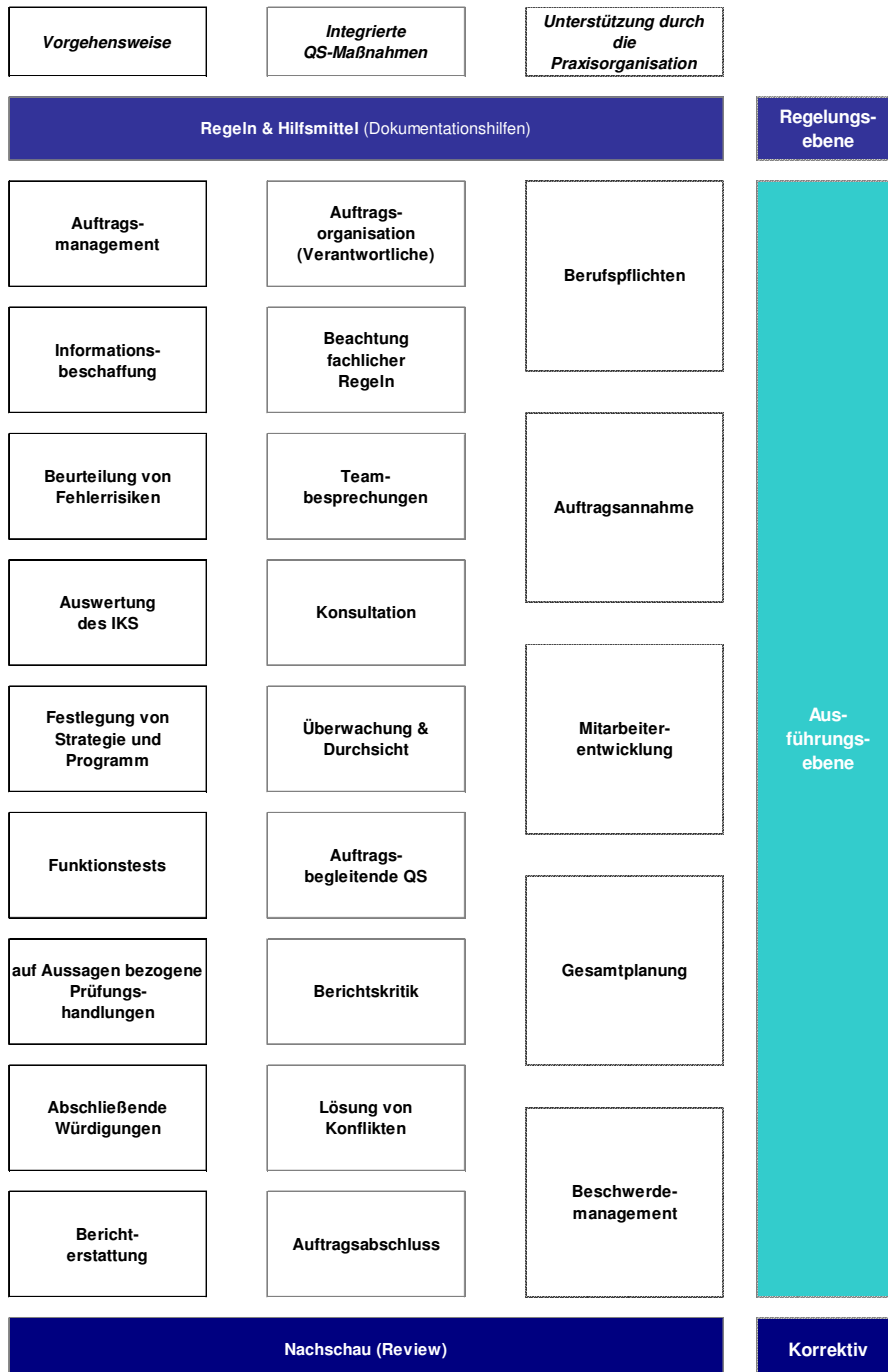 Vorgehensweise
Integrierte
QS-Maßnahmen
Unterstützung durch
die
Praxisorganisation
Regeln & Hilfsmittel (Dokumentationshilfen)
Regelungs-
ebene
Auftrags-
management
Informations-
beschaffung
Beurteilung von
Fehlerrisiken
Auswertung
des IKS
Festlegung von
Strategie und
Programm
Funktionstests
auf Aussagen bezogene
Prüfungs-
handlungen
Abschließende
Würdigungen
Bericht-
erstattung
Auftrags-
organisation
(Verantwortliche)
Beachtung
fachlicher
Regeln
Team-
besprechungen
Konsultation
Überwachung &
Durchsicht
Auftrags-
begleitende QS
Berichtskritik
Lösung von
Konflikten
Auftragsabschluss
Berufspflichten
Auftragsannahme
Mitarbeiter-
entwicklung
Gesamtplanung
Beschwerde-
management
Aus-
führungs-
ebene
Nachschau (Review)
Korrektiv